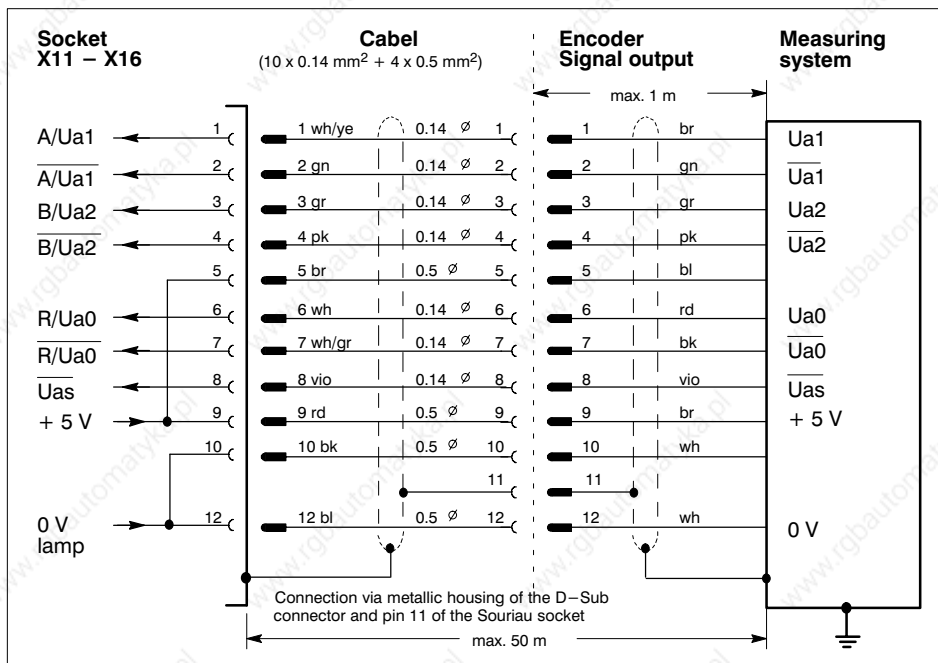 Socket
X11 – X16
Cabel
(10 x 0.14 mm² + 4 x 0.5 mm²)
Encoder
Signal output
Measuring
system
max. 1 m
A/Ua1 1 1 wh/ye 0.14 ⌀ 1 1 br Ua1
A/Ua1 2 2 gn 0.14 ⌀ 2 2 gn Ua1
B/Ua2 3 3 gr 0.14 ⌀ 3 3 gr Ua2
B/Ua2 4 4 pk 0.14 ⌀ 4 4 pk Ua2
5 5 br 0.5 ⌀ 5 5 bl
R/Ua0 6 6 wh 0.14 ⌀ 6 6 rd Ua0
R/Ua0 7 7 wh/gr 0.14 ⌀ 7 7 bk Ua0
Uas 8 8 vio 0.14 ⌀ 8 8 vio Uas
+ 5 V 9 9 rd 0.5 ⌀ 9 9 br + 5 V
10 10 bk 0.5 ⌀ 10 10 wh
11 11
0 V 12 12 bl 0.5 ⌀ 12 12 wh 0 V
lamp
Connection via metallic housing of the D–Sub
connector and pin 11 of the Souriau socket
max. 50 m
www.rgbautomatyka.pl